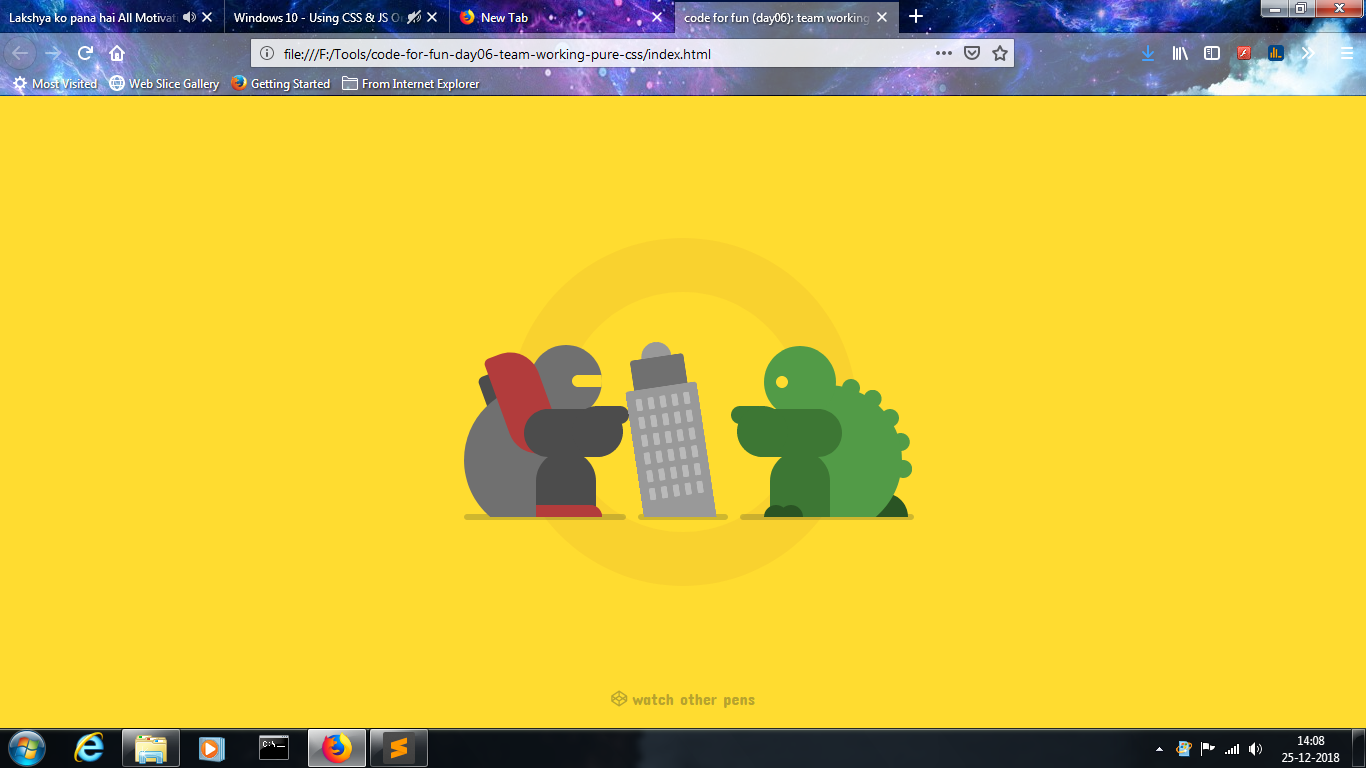 Lakshya ko pana hai All Motivati
Windows 10 - Using CSS & JS O
New Tab
code for fun (day06): team working
file:///F:/Tools/code-for-fun-day06-team-working-pure-css/index.html
Most Visited
Web Slice Gallery
Getting Started
From Internet Explorer
watch other pens
C:\_
14:08
25-12-2018